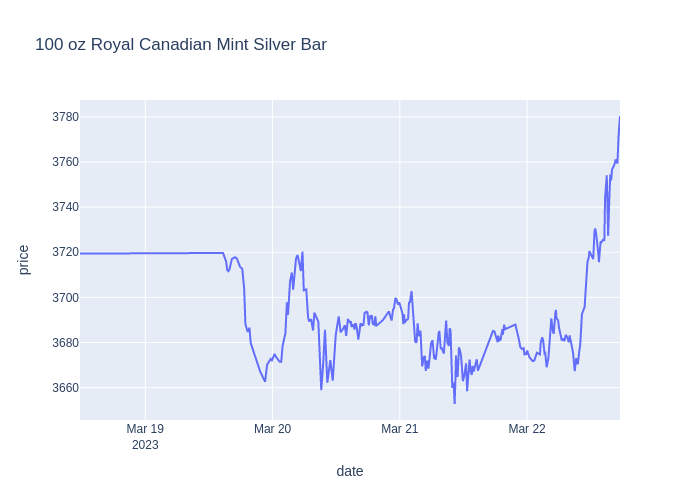 100 oz Royal Canadian Mint Silver Bar
3780
3760
3740
3720
3700
3680
3660
price
Mar 19
2023
Mar 20
Mar 21
Mar 22
date